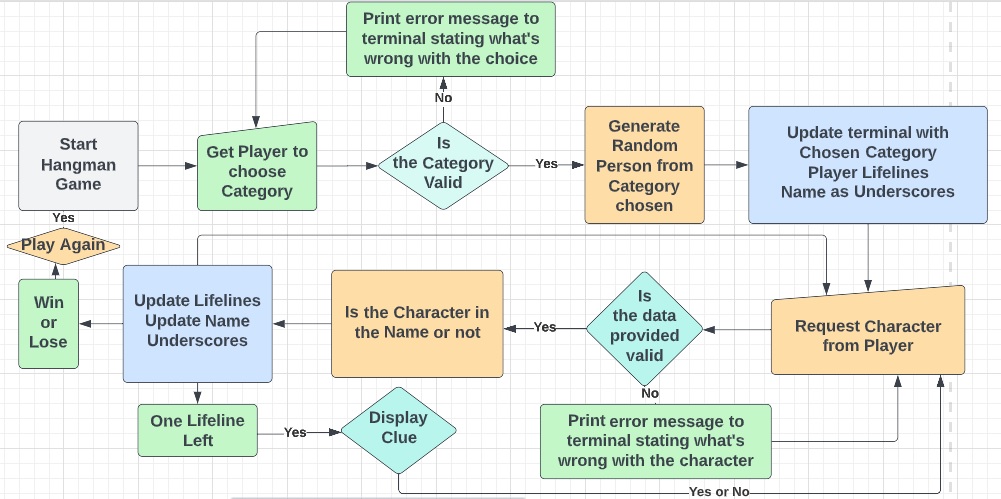 Print error message to
terminal stating what's
wrong with the choice
No
Start
Hangman
Game
Get Player to
choose
Category
Is
the Category
Valid
Yes
Generate
Random
Person from
Category
chosen
Update terminal with
Chosen Category
Player Lifelines
Name as Underscores
Yes
Play Again
Win
or
Lose
Update Lifelines
Update Name
Underscores
Is the Character in
the Name or not
Yes
Is
the data
provided
valid
Request Character
from Player
No
One Lifeline
Left
Yes
Display
Clue
Print error message to
terminal stating what's
wrong with the character
Yes or No